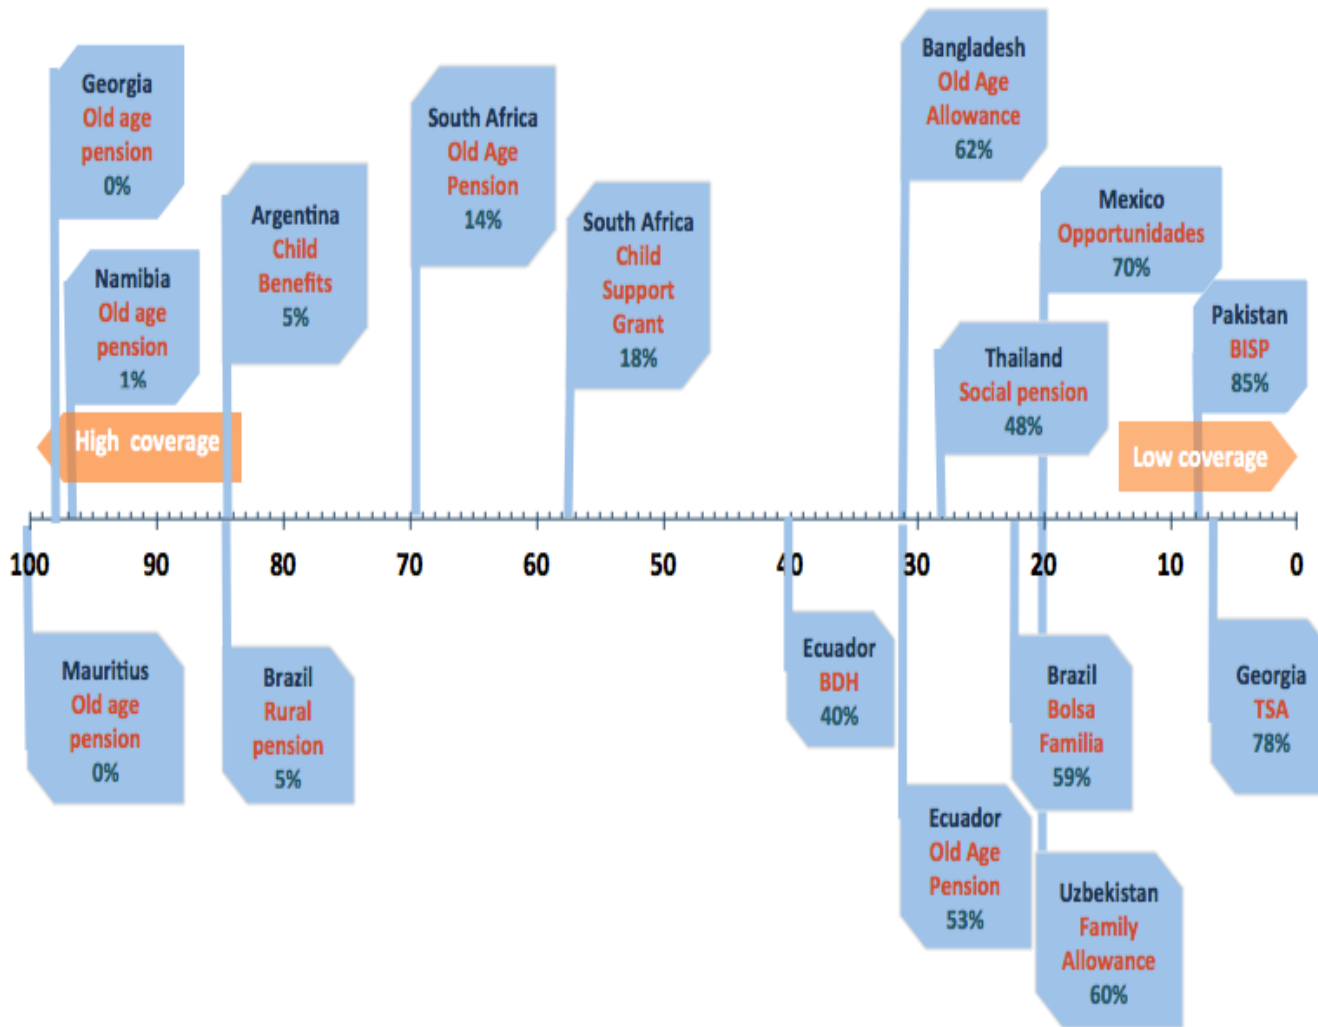 Georgia
Old age
pension
0%
Namibia
Old age
pension
1%
Argentina
Child
Benefits
5%
South Africa
Old Age
Pension
14%
South Africa
Child
Support
Grant
18%
Bangladesh
Old Age
Allowance
62%
Thailand
Social pension
48%
Mexico
Opportunidades
70%
Pakistan
BISP
85%
High coverage
Low coverage
100 90 80 70 60 50 40 30 20 10 0
Mauritius
Old age
pension
0%
Brazil
Rural
pension
5%
Ecuador
BDH
40%
Ecuador
Old Age
Pension
53%
Brazil
Bolsa
Familia
59%
Uzbekistan
Family
Allowance
60%
Georgia
TSA
78%